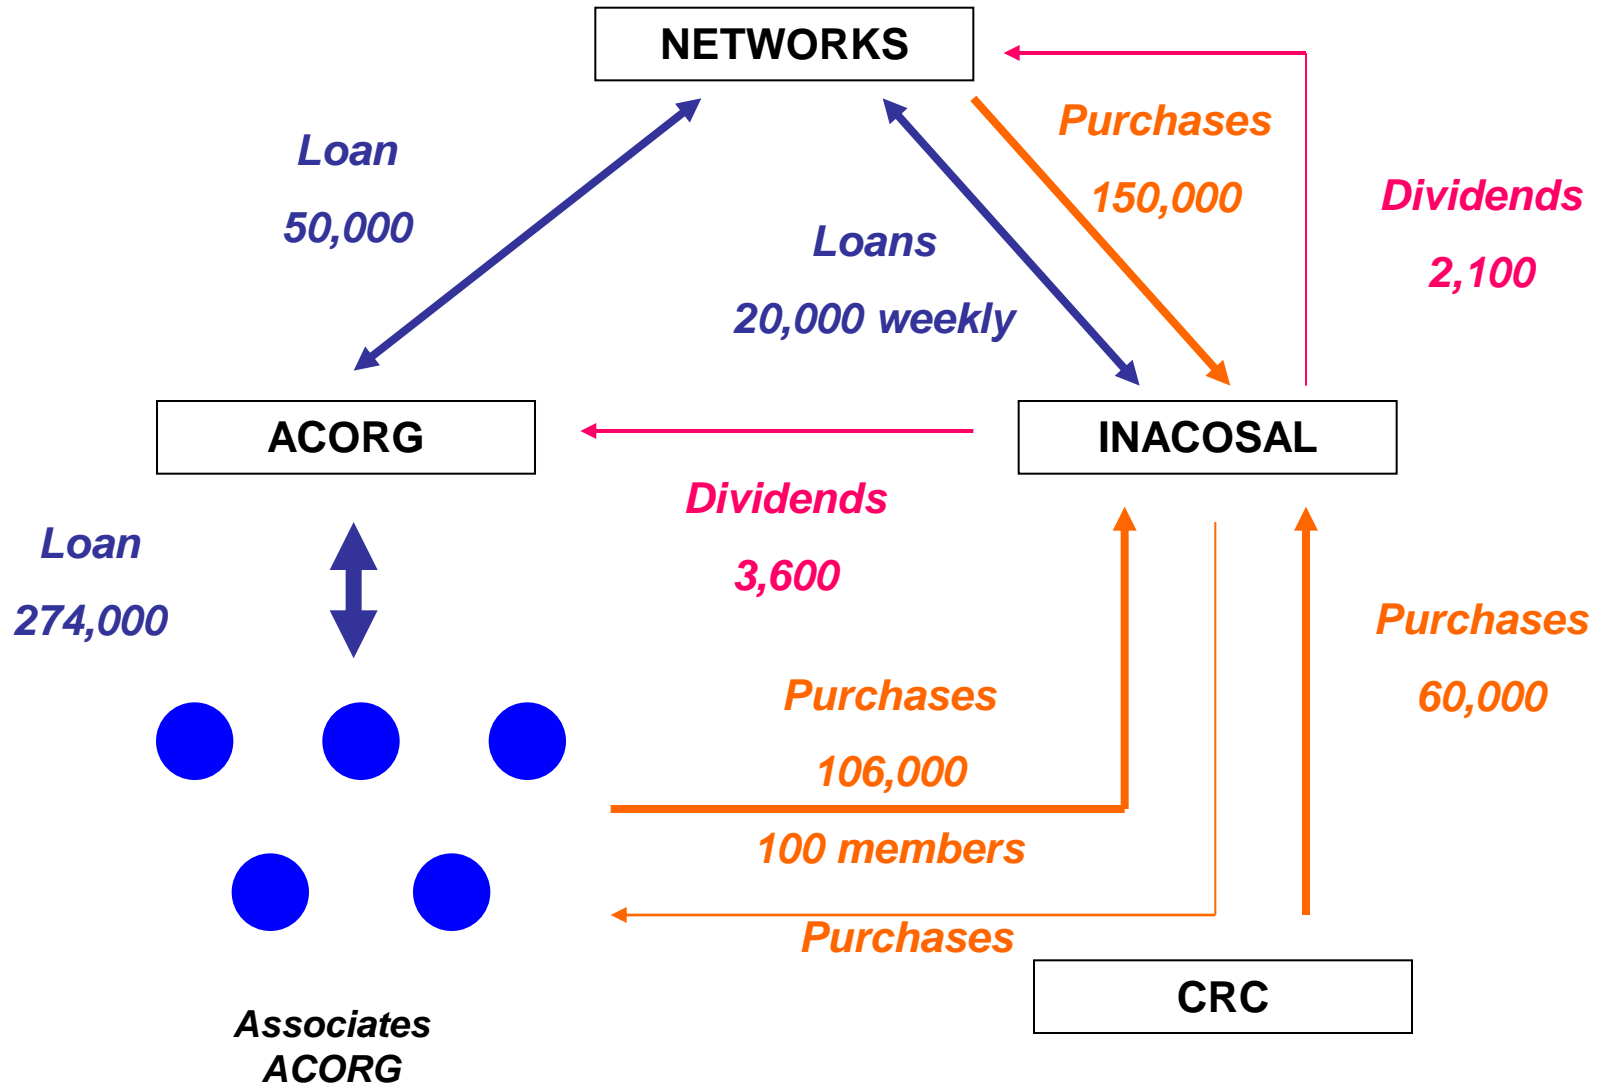 NETWORKS
Loan
50,000
Loans
20,000 weekly
Purchases
150,000
Dividends
2,100
ACORG
INACOSAL
Dividends
3,600
Loan
274,000
Purchases
106,000
100 members
Purchases
60,000
Purchases
CRC
Associates
ACORG